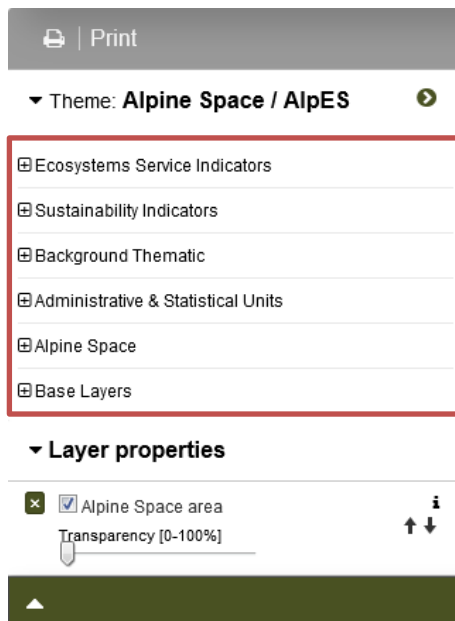 Print
Theme: Alpine Space / AlpES
Ecosystems Service Indicators
Sustainability Indicators
Background Thematic
Administrative & Statistical Units
Alpine Space
Base Layers
Layer properties
Alpine Space area
Transparency [0-100%]